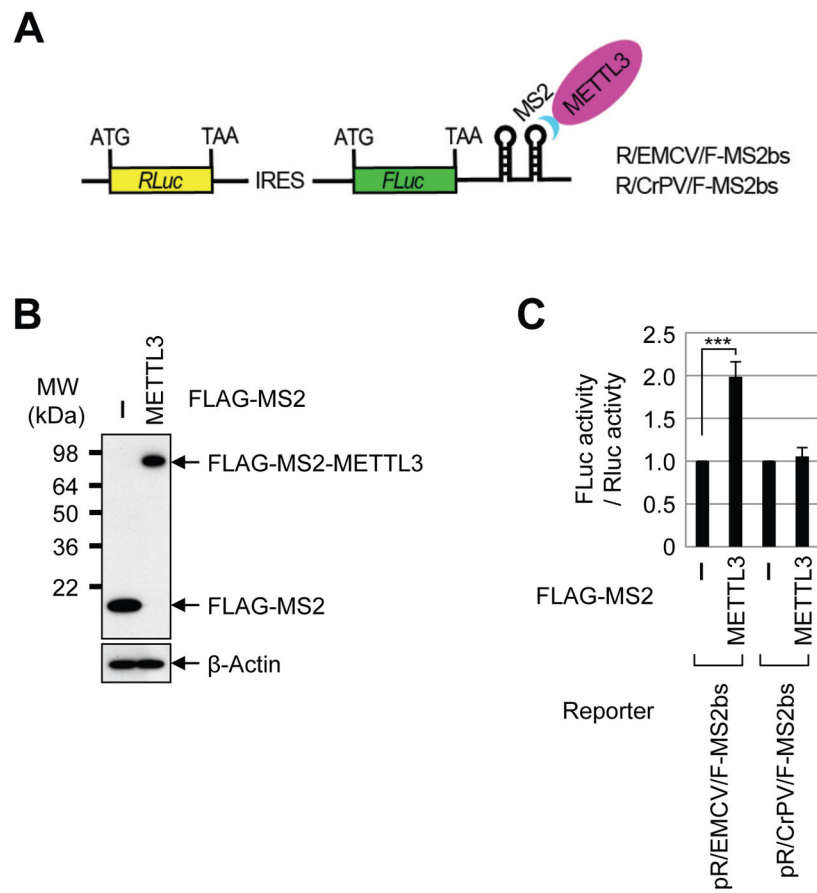 A
ATG TAA ATG TAA MS2 METTL3
RLuc IRES FLuc
R/EMCV/F-MS2bs
R/CrPV/F-MS2bs
B
MW
(kDa)
– METTL3 FLAG-MS2
98 FLAG-MS2-METTL3
64
50
36
22
FLAG-MS2
β-Actin
C
FLuc activity
/ Rluc activty
2.5
***
2.0
1.5
1.0
0.5
0
FLAG-MS2 – METTL3 – METTL3
Reporter pR/EMCV/F-MS2bs pR/CrPV/F-MS2bs